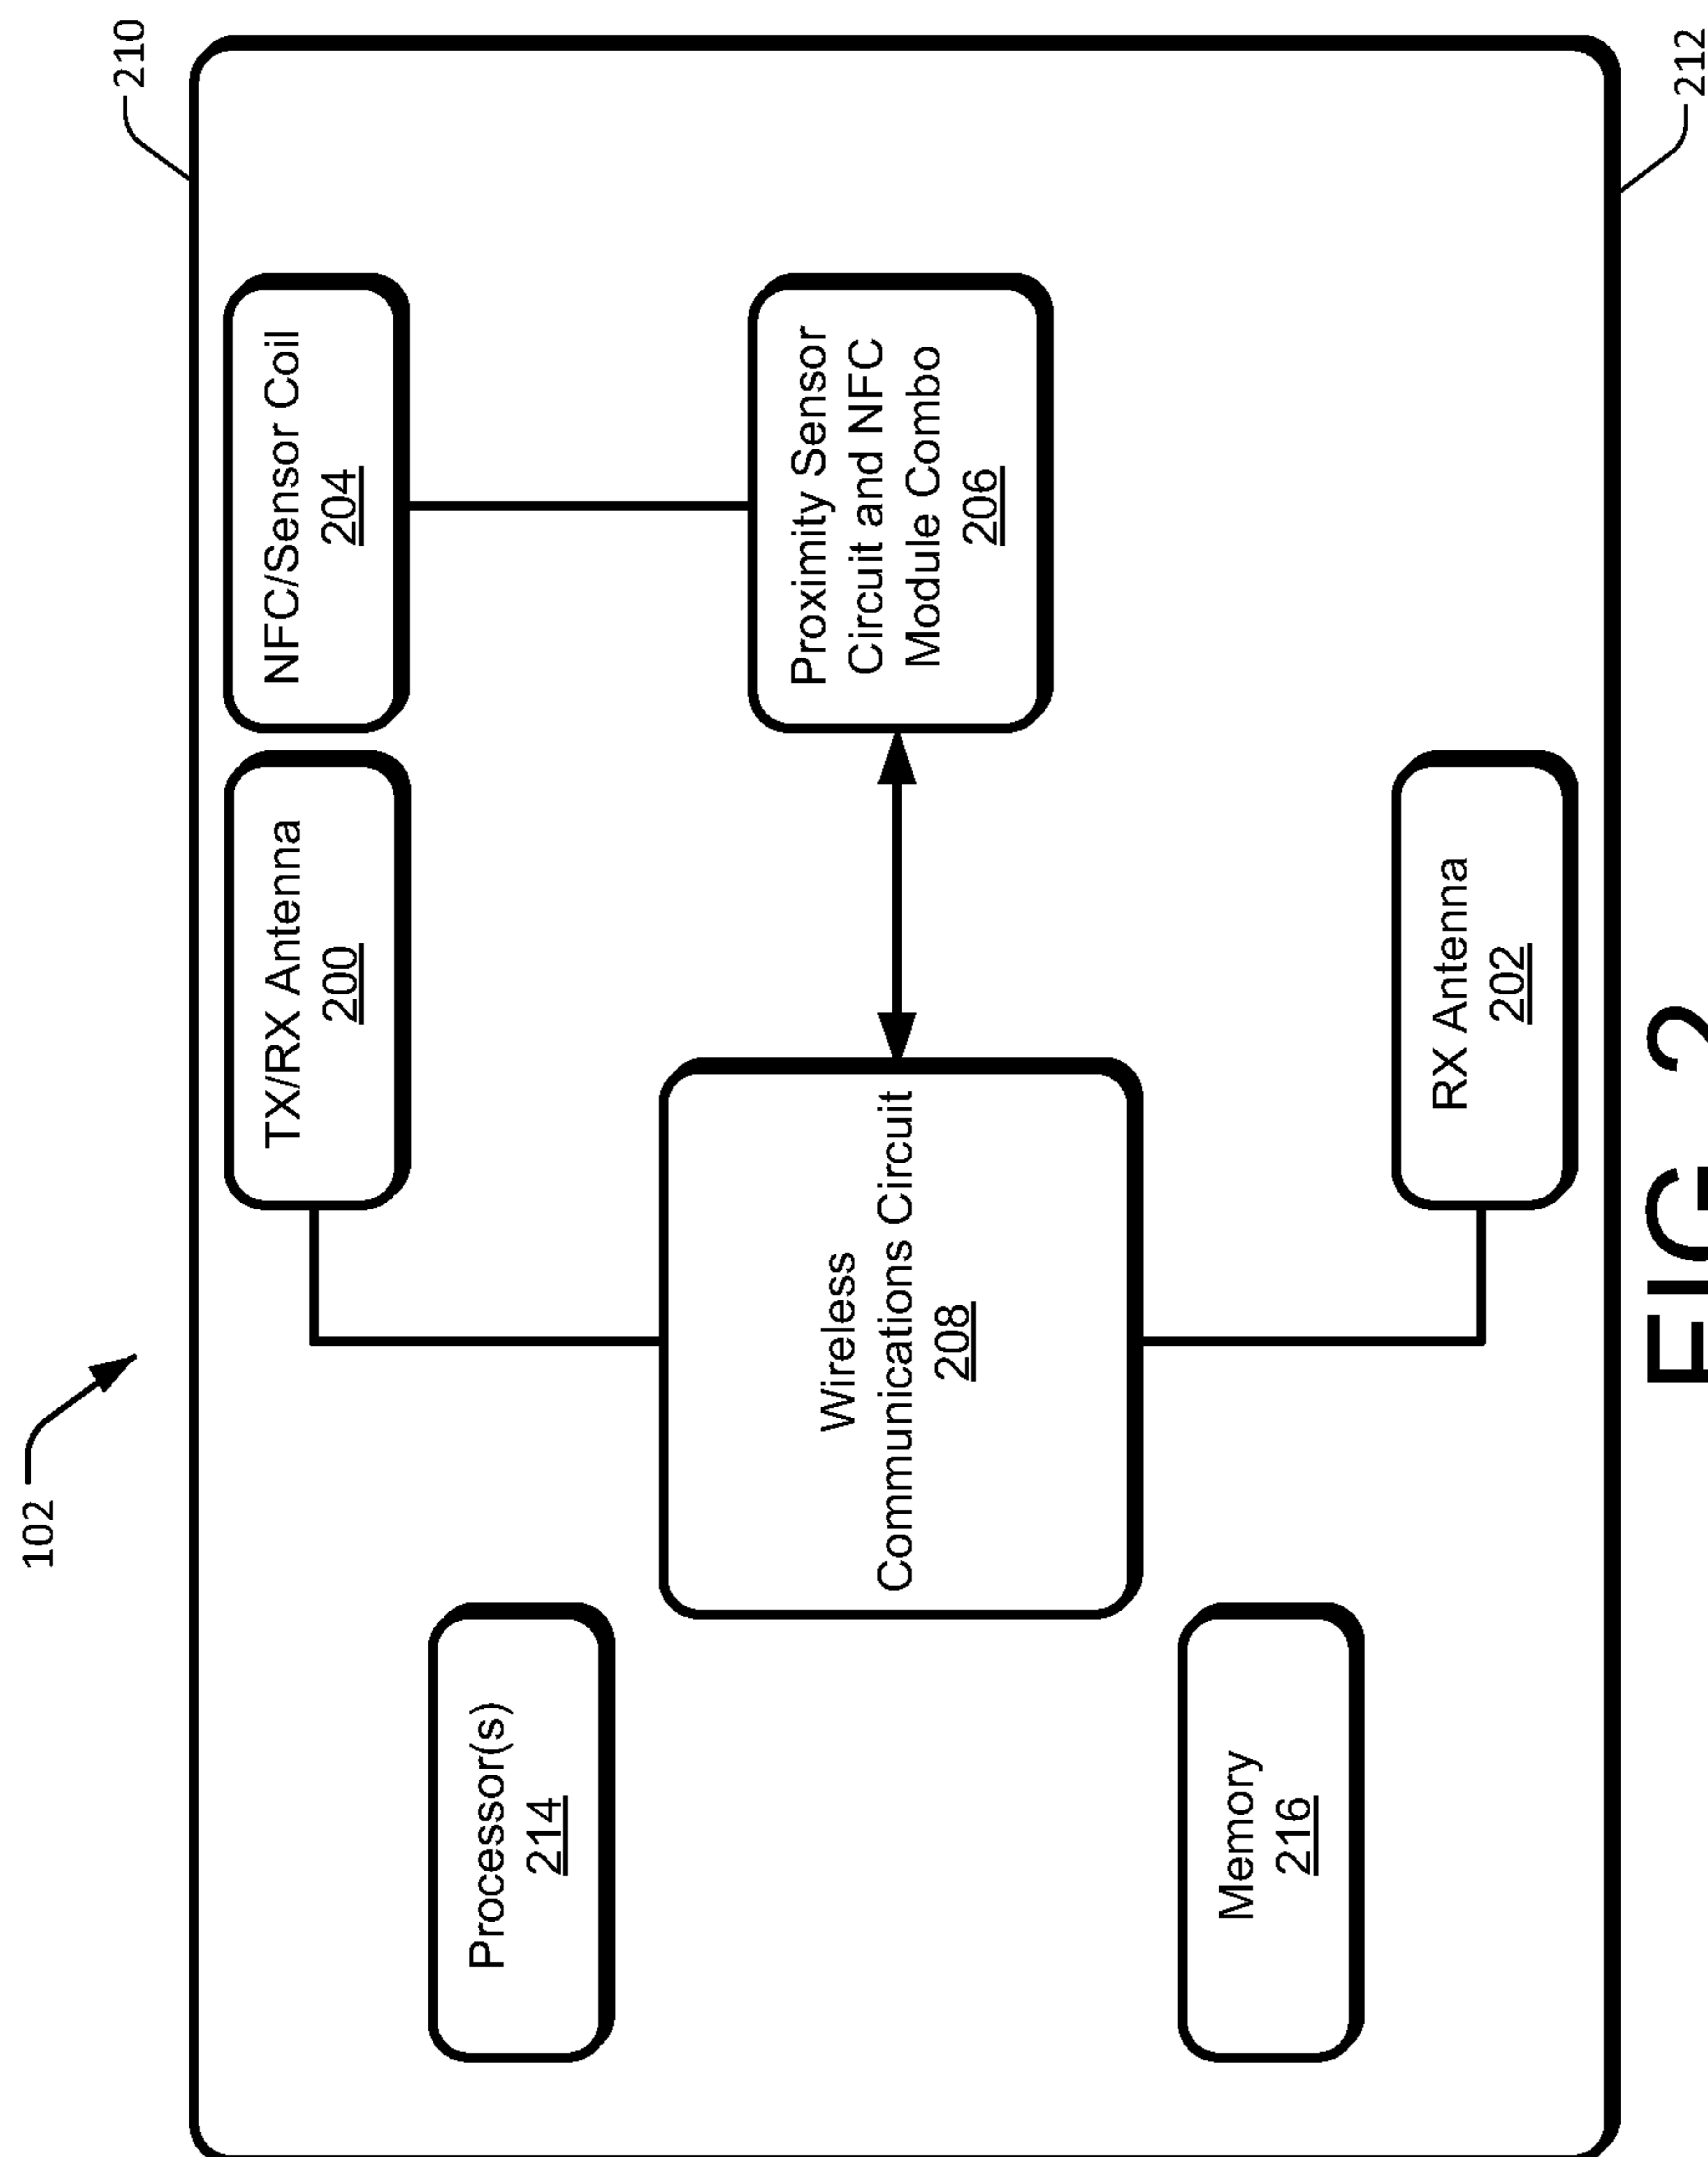 102
210
TX/RX Antenna
200
NFC/Sensor Coil
204
Processor(s)
214
Wireless
Communications Circuit
208
Proximity Sensor
Circuit and NFC
Module Combo
206
Memory
216
RX Antenna
202
212
FIG. 2